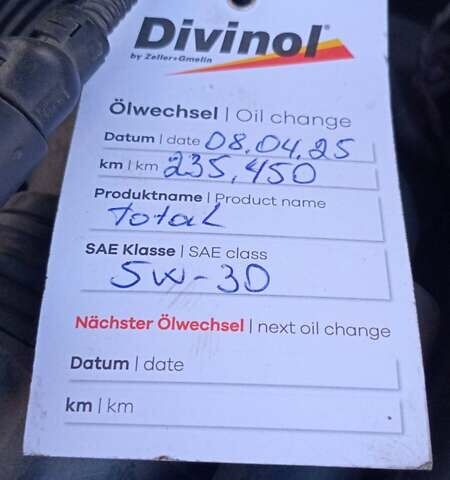 Divinol®
by Zeller+Gmelin
Ölwechsel | Oil change
Datum | date 08.04.25
km | km 235.450
Produktname | Product name
Total
SAE Klasse | SAE class
5W-30
Nächster Ölwechsel | next oil change
Datum | date
km | km